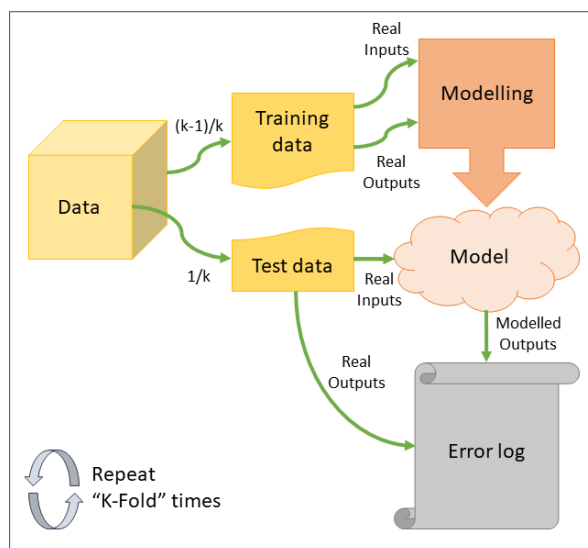 Real
Inputs
Modelling
(k-1)/k
Training
data
Real
Outputs
Data
1/k
Test data
Real
Inputs
Model
Modelled
Outputs
Real
Outputs
Error log
Repeat
“K-Fold” times